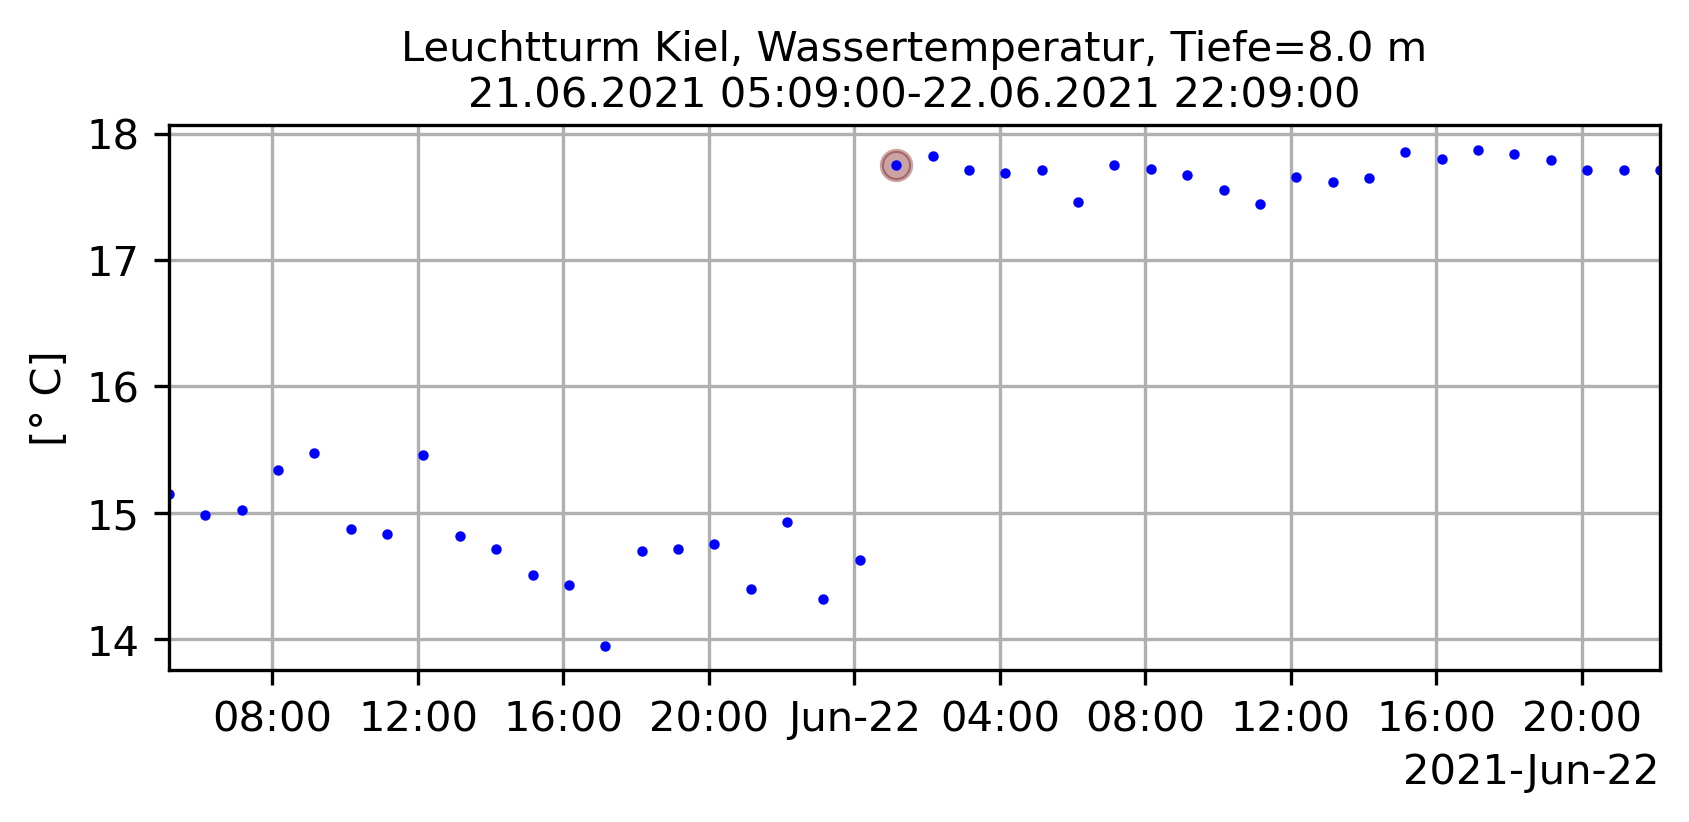 Leuchtturm Kiel, Wassertemperatur, Tiefe=8.0 m
21.06.2021 05:09:00-22.06.2021 22:09:00
[° C]
18
17
16
15
14
08:00 12:00 16:00 20:00 Jun-22 04:00 08:00 12:00 16:00 20:00
2021-Jun-22